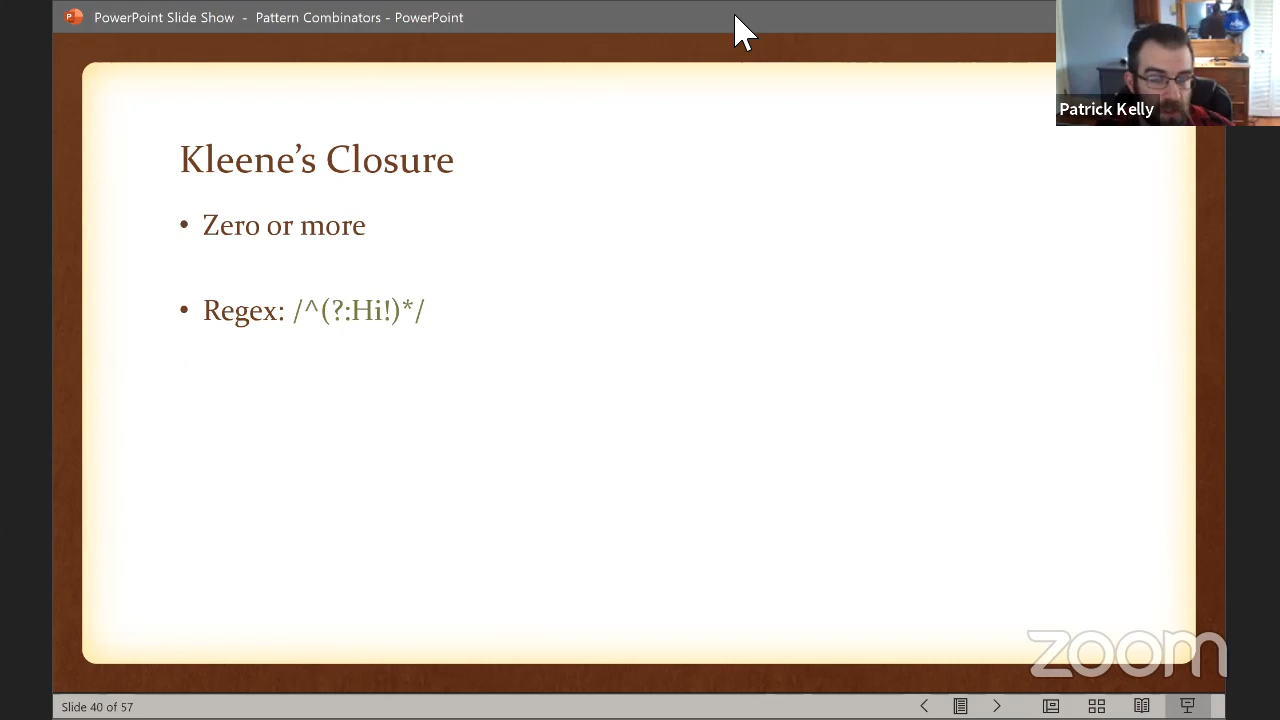 PowerPoint Slide Show - Pattern Combinators - PowerPoint
Patrick Kelly
Kleene’s Closure
• Zero or more
• Regex: /^(?:Hi!)*/
zoom
Slide 40 of 57